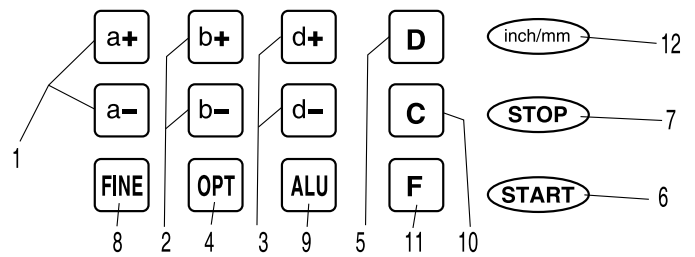 a+ b+ d+ D inch/mm
12
a– b– d– C STOP
7
1
FINE OPT ALU F START
6
8 2 4 3 9 5 11 10